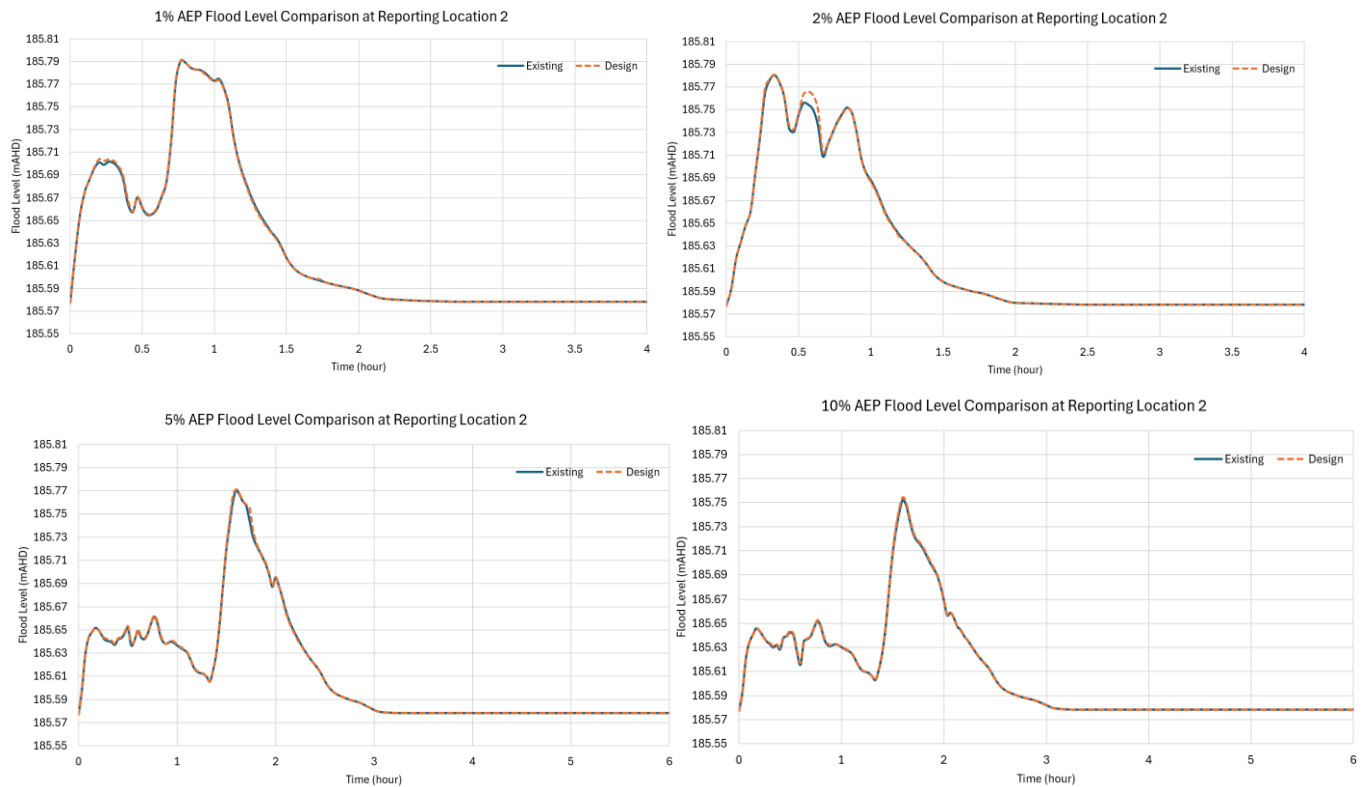 1% AEP Flood Level Comparison at Reporting Location 2
185.81
185.79
185.77
185.75
185.73
185.71
185.69
185.67
185.65
185.63
185.61
185.59
185.57
185.55
Flood Level (mAHD)
Existing Design
0 0.5 1 1.5 2 2.5 3 3.5 4
Time (hour)
2% AEP Flood Level Comparison at Reporting Location 2
185.81
185.79
185.77
185.75
185.73
185.71
185.69
185.67
185.65
185.63
185.61
185.59
185.57
185.55
Flood Level (mAHD)
Existing Design
0 0.5 1 1.5 2 2.5 3 3.5 4
Time (hour)
5% AEP Flood Level Comparison at Reporting Location 2
185.81
185.79
185.77
185.75
185.73
185.71
185.69
185.67
185.65
185.63
185.61
185.59
185.57
185.55
Flood Level (mAHD)
Existing Design
0 1 2 3 4 5 6
Time (hour)
10% AEP Flood Level Comparison at Reporting Location 2
185.81
185.79
185.77
185.75
185.73
185.71
185.69
185.67
185.65
185.63
185.61
185.59
185.57
185.55
Flood Level (mAHD)
Existing Design
0 1 2 3 4 5 6
Time (hour)